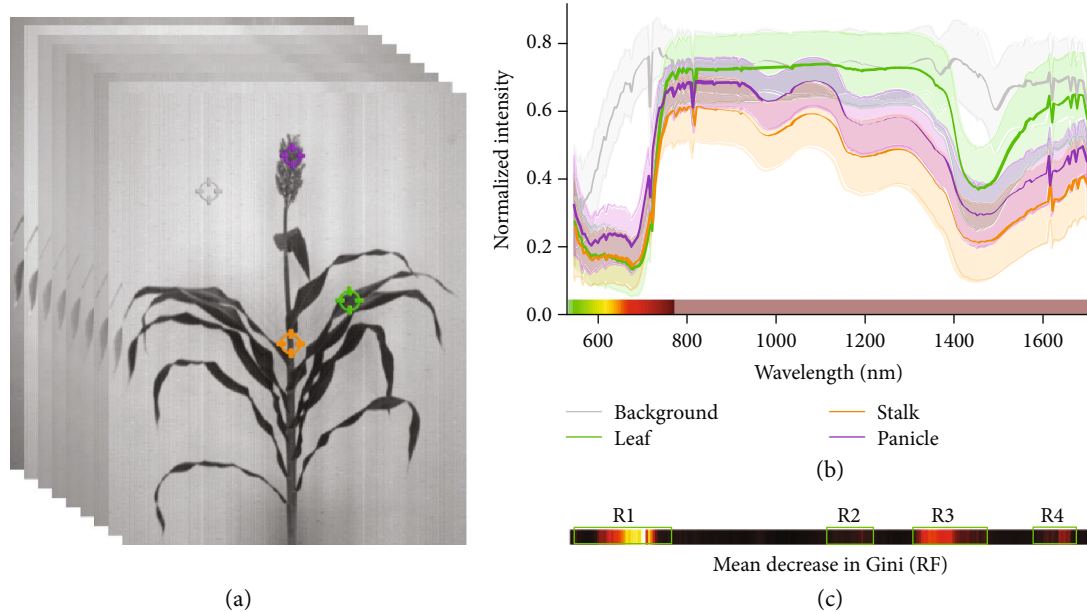 0.8
0.6
0.4
0.2
0.0
Normalized intensity
600 800 1000 1200 1400 1600
Wavelength (nm)
Background Stalk
Leaf Panicle
(b)
R1 R2 R3 R4
Mean decrease in Gini (RF)
(a) (c)